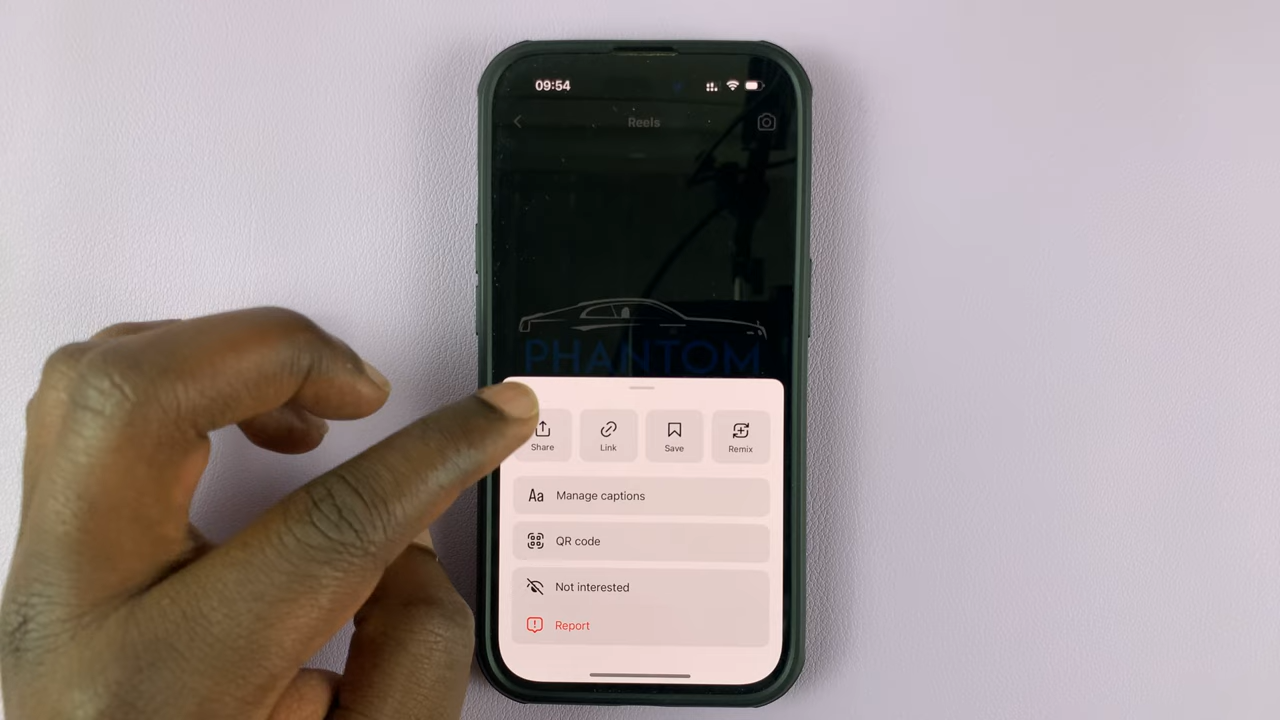 09:54
Reels
PHANTOM
Share Link Save Remix
Aa Manage captions
QR code
Not interested
Report